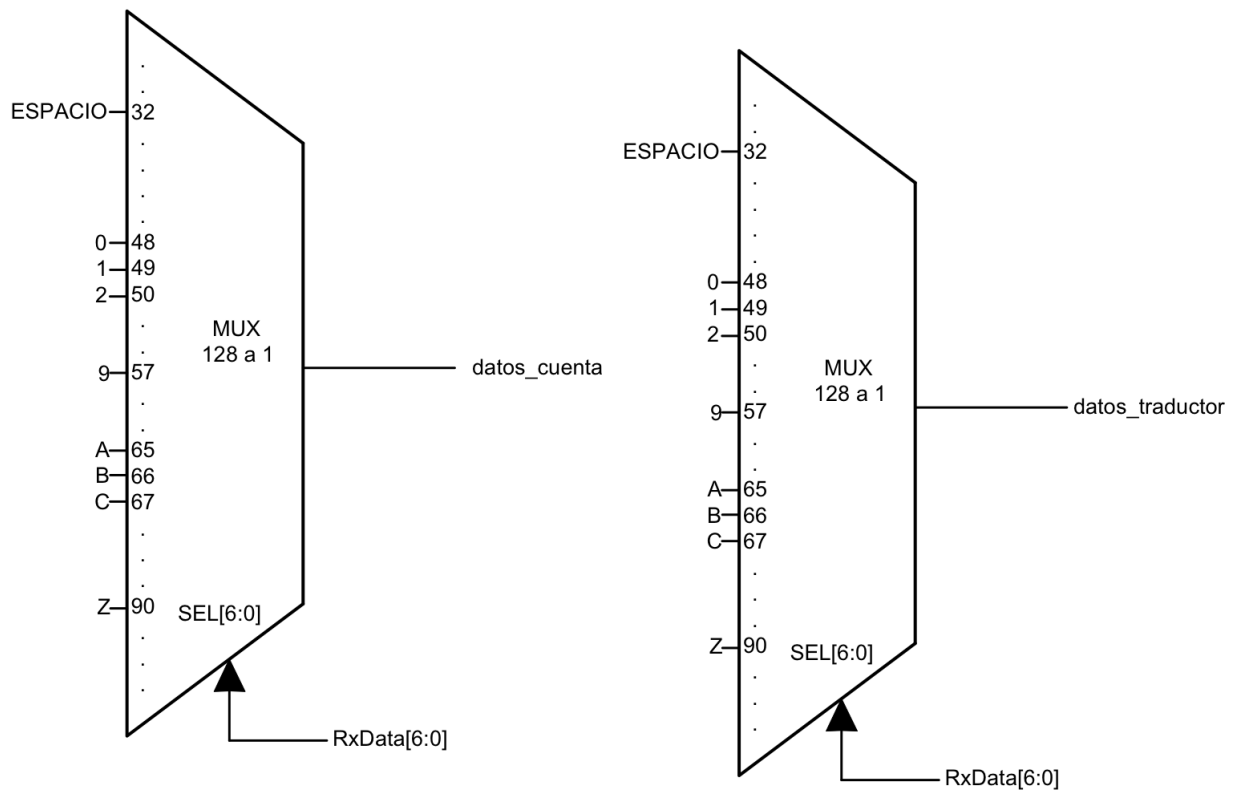 ESPACIO 32
0 48
1 49
2 50
MUX
128 a 1
9 57
datos_cuenta
A 65
B 66
C 67
Z 90
SEL[6:0]
RxData[6:0]
ESPACIO 32
0 48
1 49
2 50
MUX
128 a 1
9 57
datos_traductor
A 65
B 66
C 67
Z 90
SEL[6:0]
RxData[6:0]